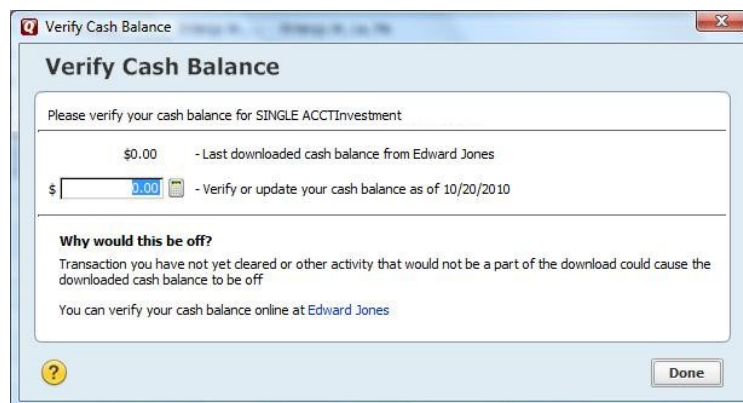 Verify Cash Balance
Verify Cash Balance
Please verify your cash balance for SINGLE ACCTInvestment
$0.00 - Last downloaded cash balance from Edward Jones
$ 0.00 - Verify or update your cash balance as of 10/20/2010
Why would this be off?
Transaction you have not yet cleared or other activity that would not be a part of the download could cause the
downloaded cash balance to be off
You can verify your cash balance online at Edward Jones
?
Done